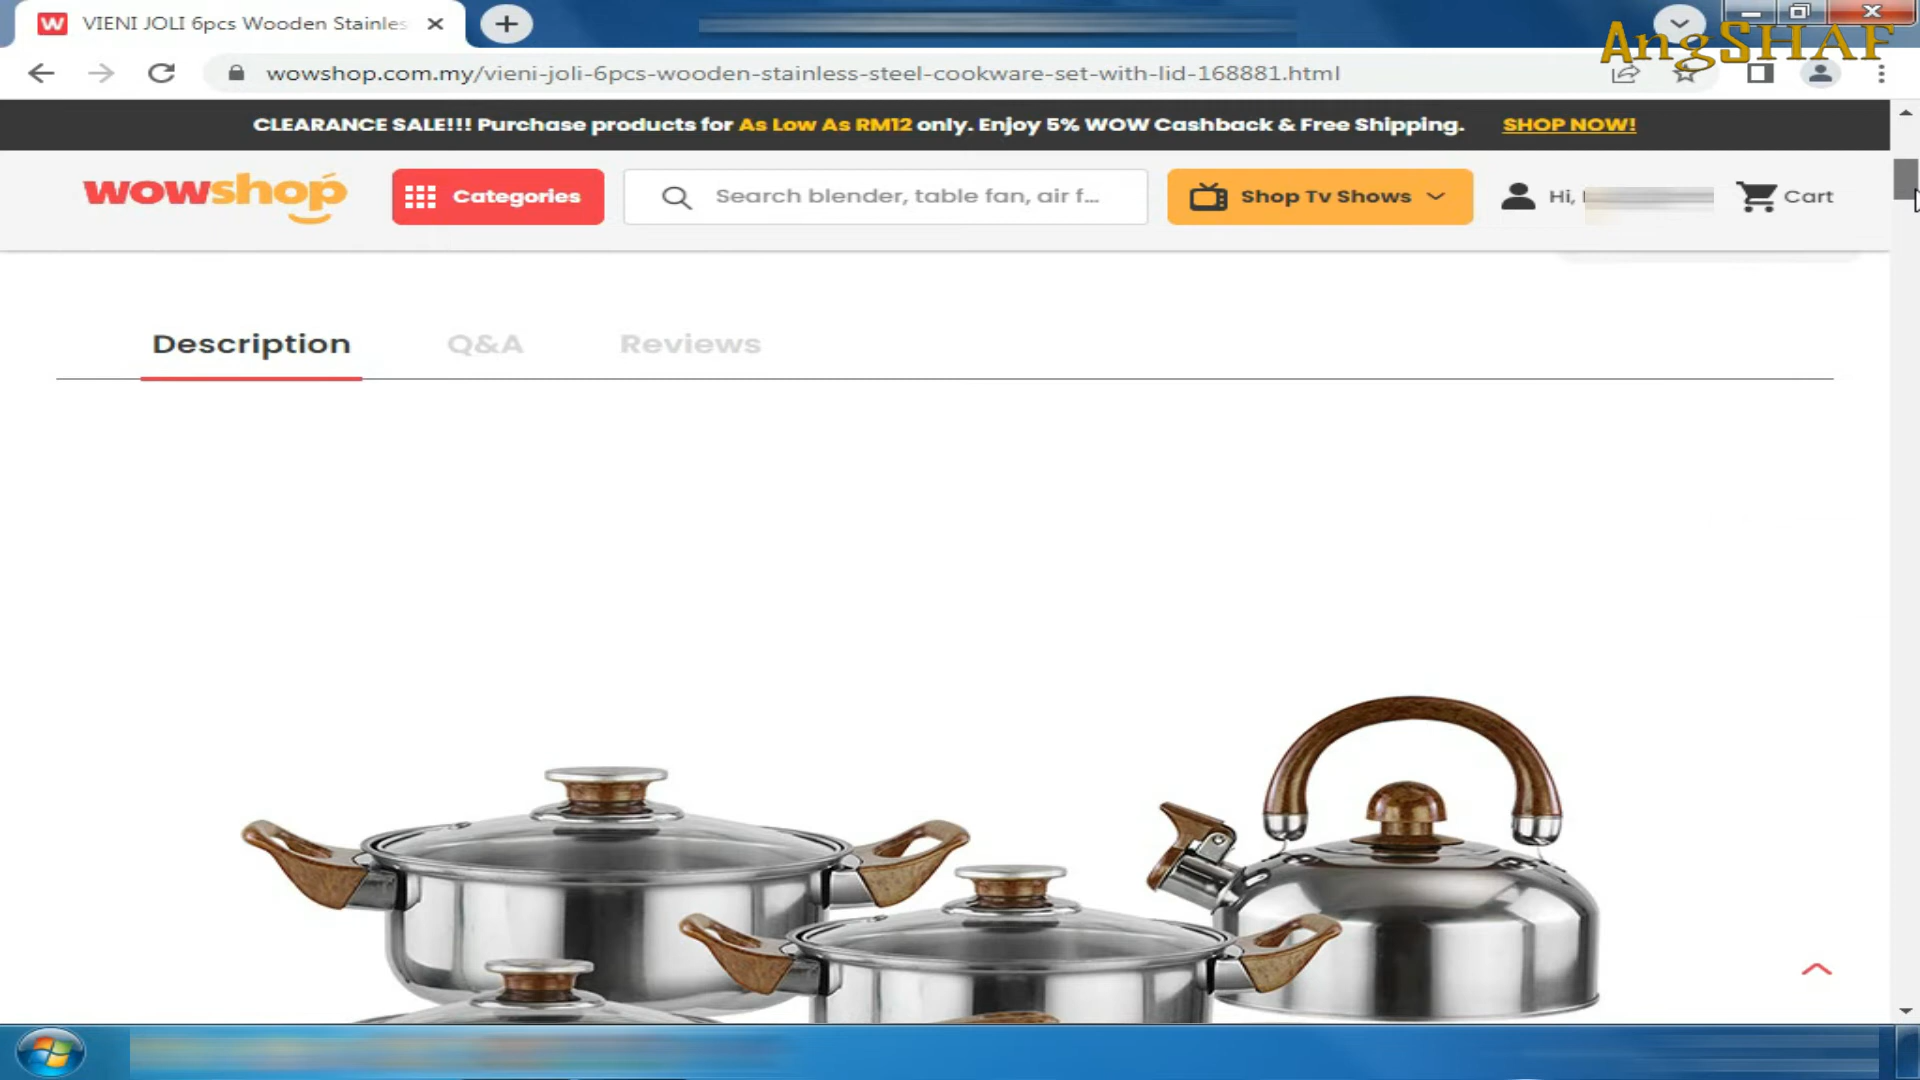 VIENI JOLI 6pcs Wooden Stainles
AngSHAF
wowshop.com.my/vieni-joli-6pcs-wooden-stainless-steel-cookware-set-with-lid-168881.html
CLEARANCE SALE!!! Purchase products for As Low As RM12 only. Enjoy 5% WOW Cashback & Free Shipping. SHOP NOW!
wowshop Categories Search blender, table fan, air f... Shop Tv Shows Hi, Cart
Description Q&A Reviews